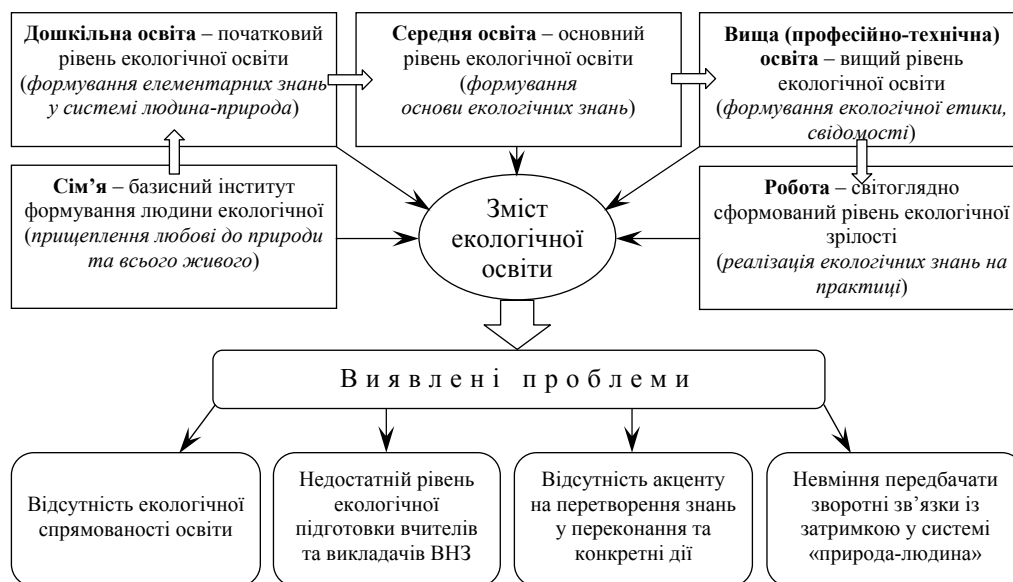 Дошкільна освіта – початковий
рівень екологічної освіти
(формування елементарних знань
у системі людина-природа)
Середня освіта – основний
рівень екологічної освіти
(формування
основи екологічних знань)
Вища (професійно-технічна)
освіта – вищий рівень
екологічної освіти
(формування екологічної етики,
свідомості)
Сім’я – базисний інститут
формування людини екологічної
(прищеплення любові до природи
та всього живого)
Зміст
екологічної
освіти
Робота – світоглядно
сформований рівень екологічної
зрілості
(реалізація екологічних знань на
практиці)
Виявлені проблеми
Відсутність екологічної
спрямованості освіти
Недостатній рівень
екологічної
підготовки вчителів
та викладачів ВНЗ
Відсутність акценту
на перетворення знань
у переконання та
конкретні дії
Невміння передбачати
зворотні зв’язки із
затримкою у системі
«природа-людина»